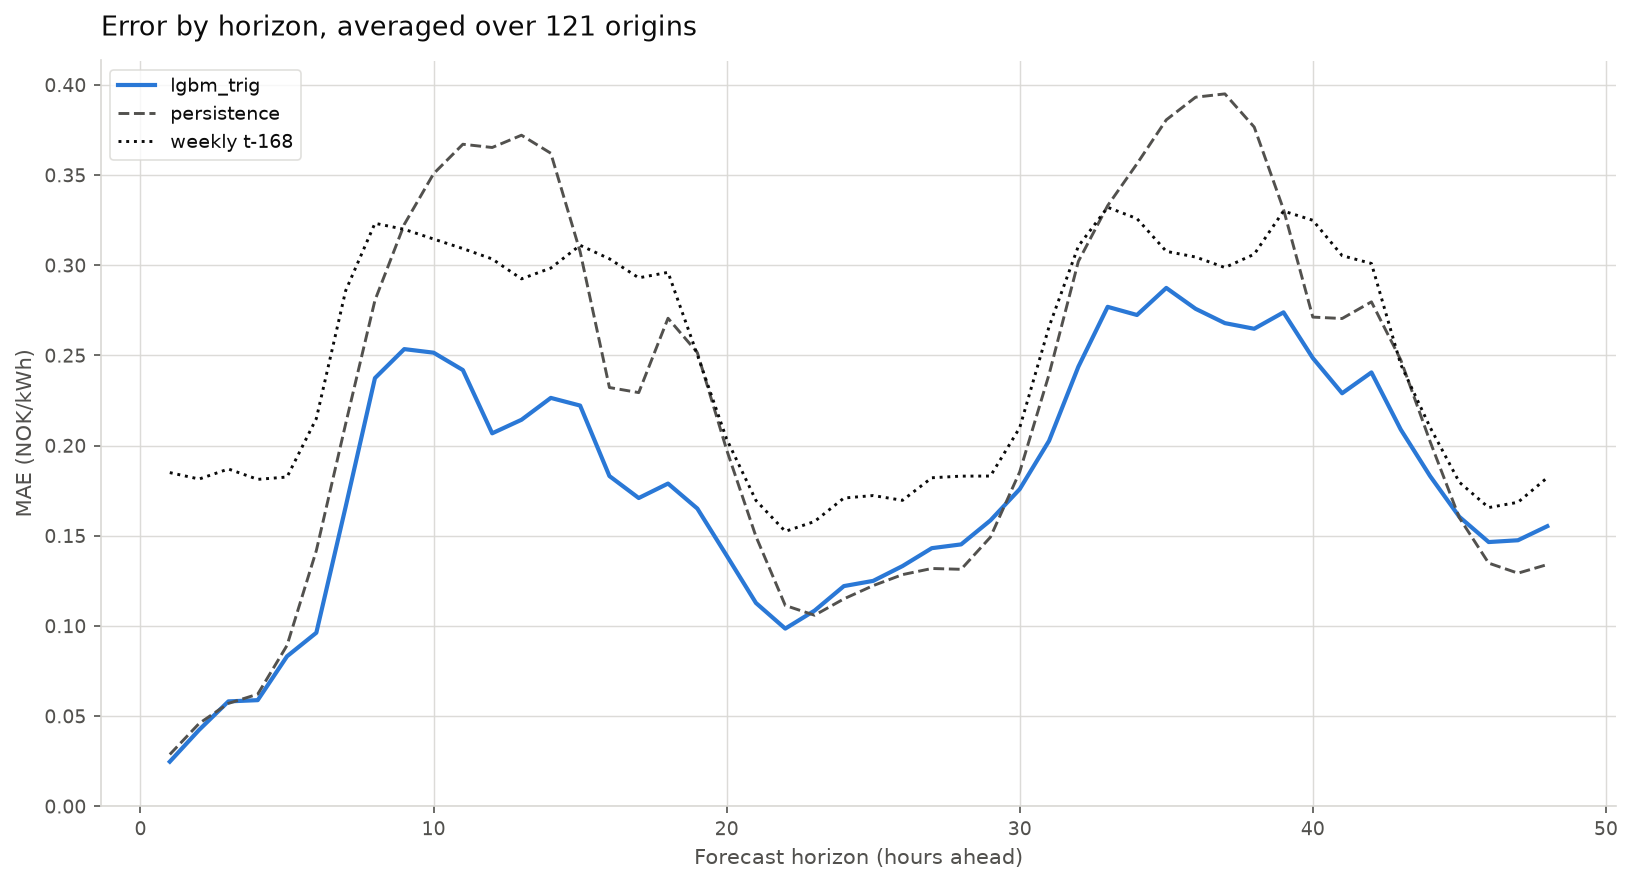 Error by horizon, averaged over 121 origins
lgbm_trig
persistence
weekly t-168
MAE (NOK/kWh)
0.40
0.35
0.30
0.25
0.20
0.15
0.10
0.05
0.00
0 10 20 30 40 50
Forecast horizon (hours ahead)